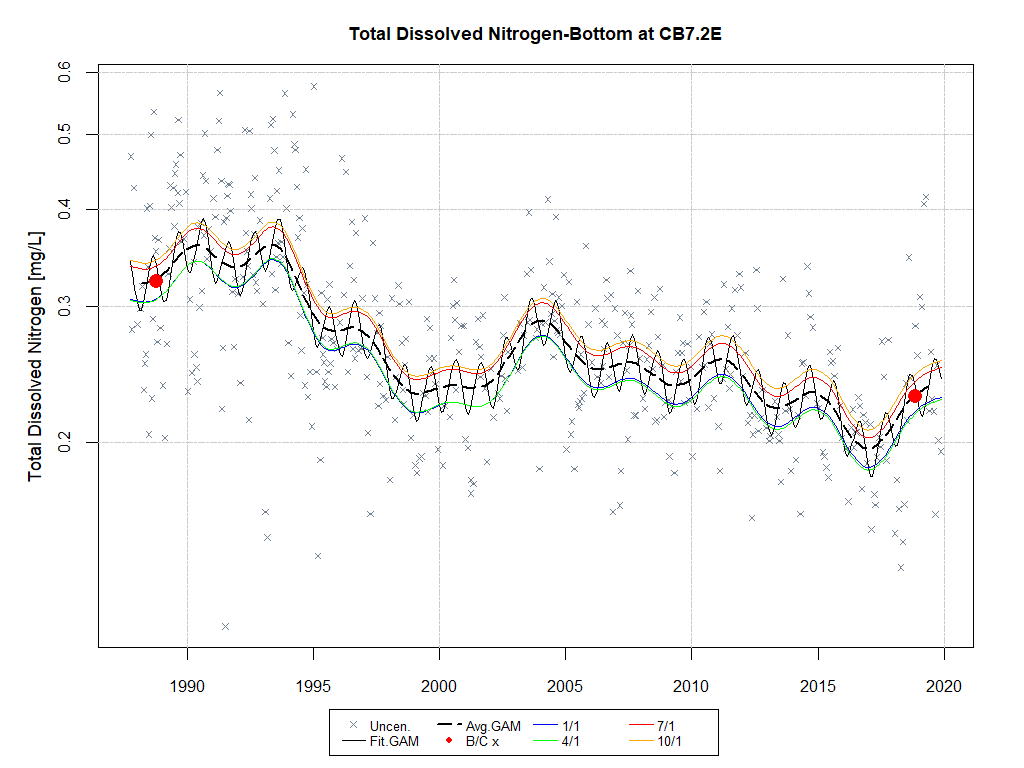 Total Dissolved Nitrogen-Bottom at CB7.2E
Total Dissolved Nitrogen [mg/L]
0.6
0.5
0.4
0.3
0.2
1990 1995 2000 2005 2010 2015 2020
Uncen. Avg.GAM 1/1 7/1
Fit.GAM B/C x 4/1 10/1